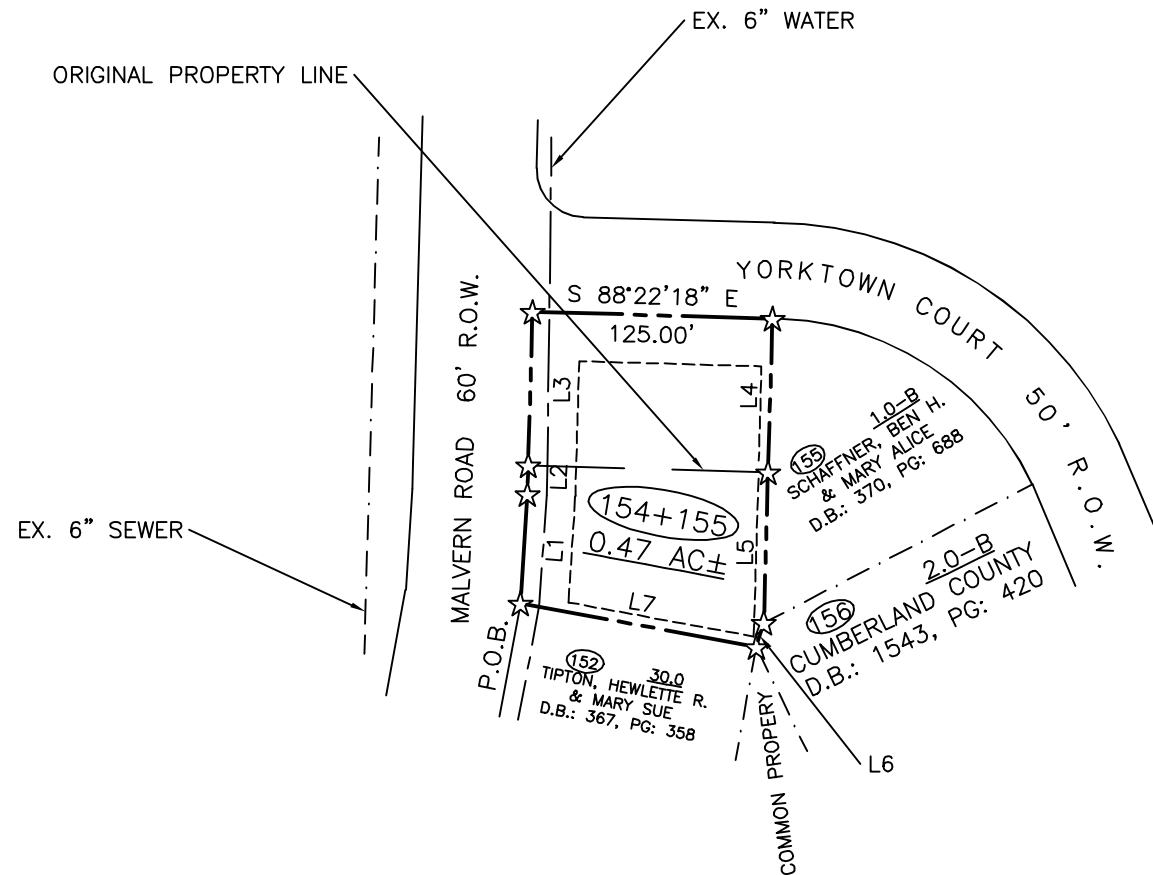 EX. 6” WATER
ORIGINAL PROPERTY LINE
YORKTOWN COURT 50' R.O.W.
S 88°22'18” E
125.00'
MALVERN ROAD 60' R.O.W.
L3
L4
L2
1.0-B
155
SCHAFFNER, BEN H.
& MARY ALICE
D.B.: 370, PG: 688
154+155
0.47 AC±
EX. 6” SEWER
L1
L5
L7
2.0-B
156
CUMBERLAND COUNTY
D.B.: 1543, PG: 420
P.O.B.
152
30.0
TIPTON, HEWLETTE R.
& MARY SUE
D.B.: 367, PG: 358
L6
COMMON PROPERY